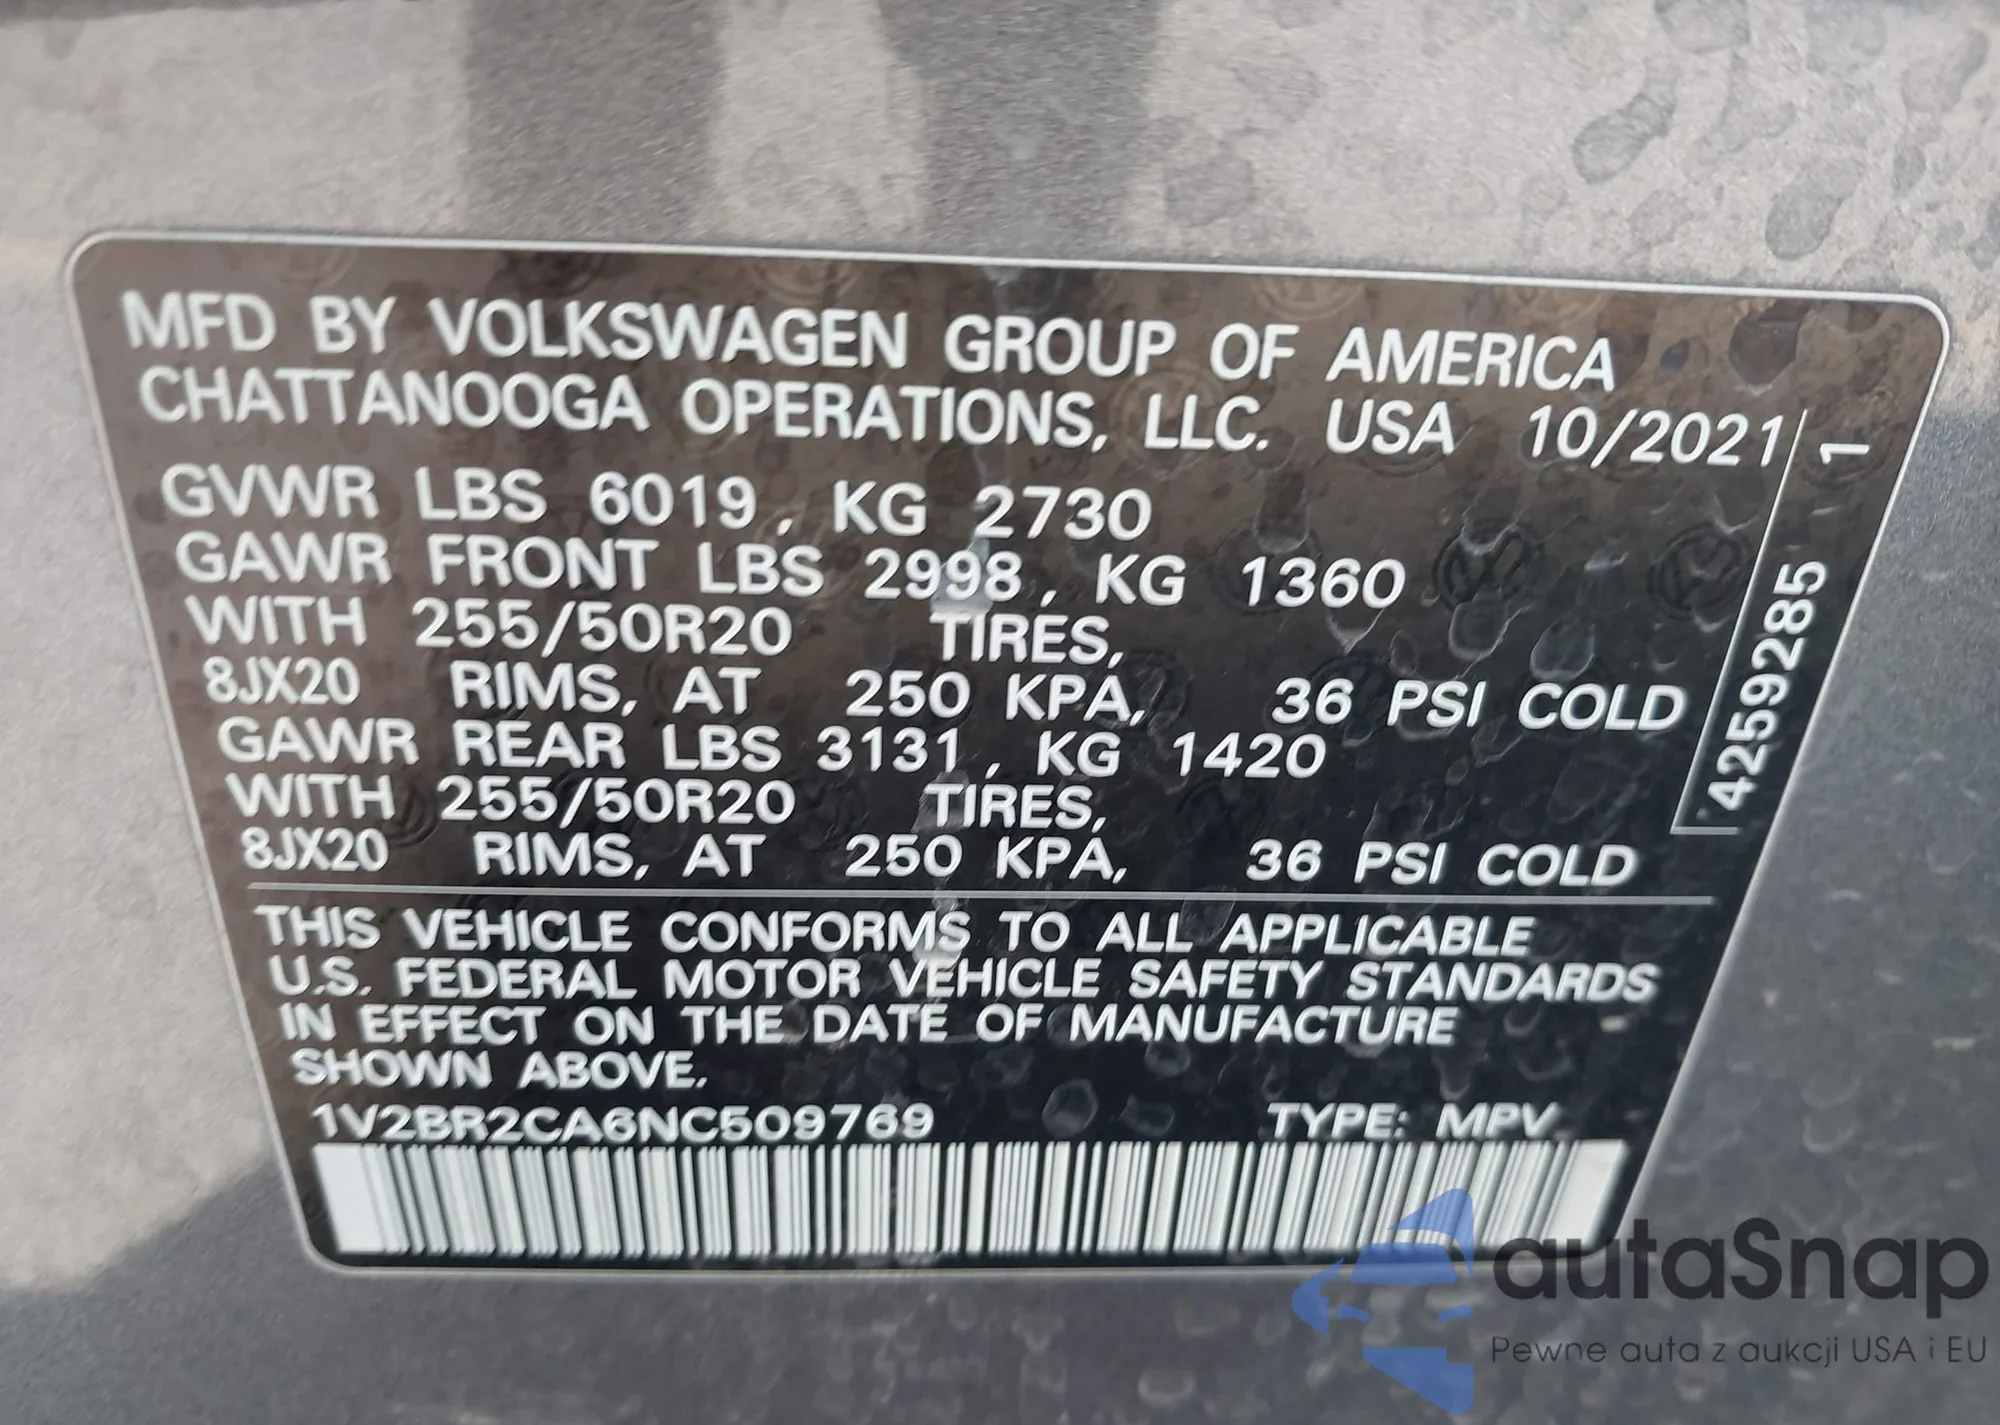 MFD BY VOLKSWAGEN GROUP OF AMERICA
CHATTANOOGA OPERATIONS, LLC. USA 10/2021
GVWR LBS 6019, KG 2730
GAWR FRONT LBS 2998, KG 1360
WITH 255/50R20 TIRES,
8JX20 RIMS, AT 250 KPA, 36 PSI COLD
GAWR REAR LBS 3131, KG 1420
WITH 255/50R20 TIRES,
8JX20 RIMS, AT 250 KPA, 36 PSI COLD
4259285 1
THIS VEHICLE CONFORMS TO ALL APPLICABLE
U.S. FEDERAL MOTOR VEHICLE SAFETY STANDARDS
IN EFFECT ON THE DATE OF MANUFACTURE
SHOWN ABOVE.
1V2BR2CA6NC509769 TYPE: MPV
autaSnap
Pewne auta z aukcji USA i EU